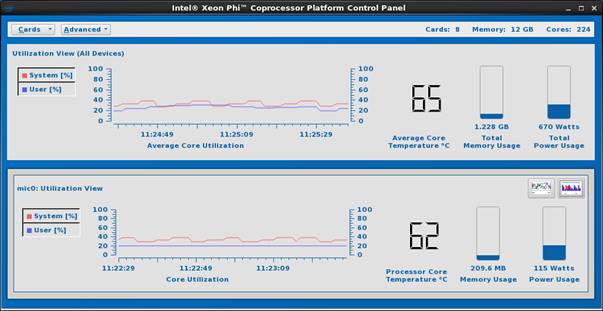 Intel® Xeon Phi™ Coprocessor Platform Control Panel
Cards Advanced Cards: 8 Memory: 12 GB Cores: 224
Utilization View (All Devices)
System [%]
User [%]
100
80
60
40
20
0
100
80
60
40
20
0
11:24:49 11:25:09 11:25:29
Average Core Utilization
65
Average Core
Temperature °C
1.228 GB
Total
Memory Usage
670 Watts
Total
Power Usage
mic0: Utilization View
System [%]
User [%]
100
80
60
40
20
0
100
80
60
40
20
0
11:22:29 11:22:49 11:23:09
Core Utilization
62
Processor Core
Temperature °C
209.6 MB
Memory Usage
115 Watts
Power Usage